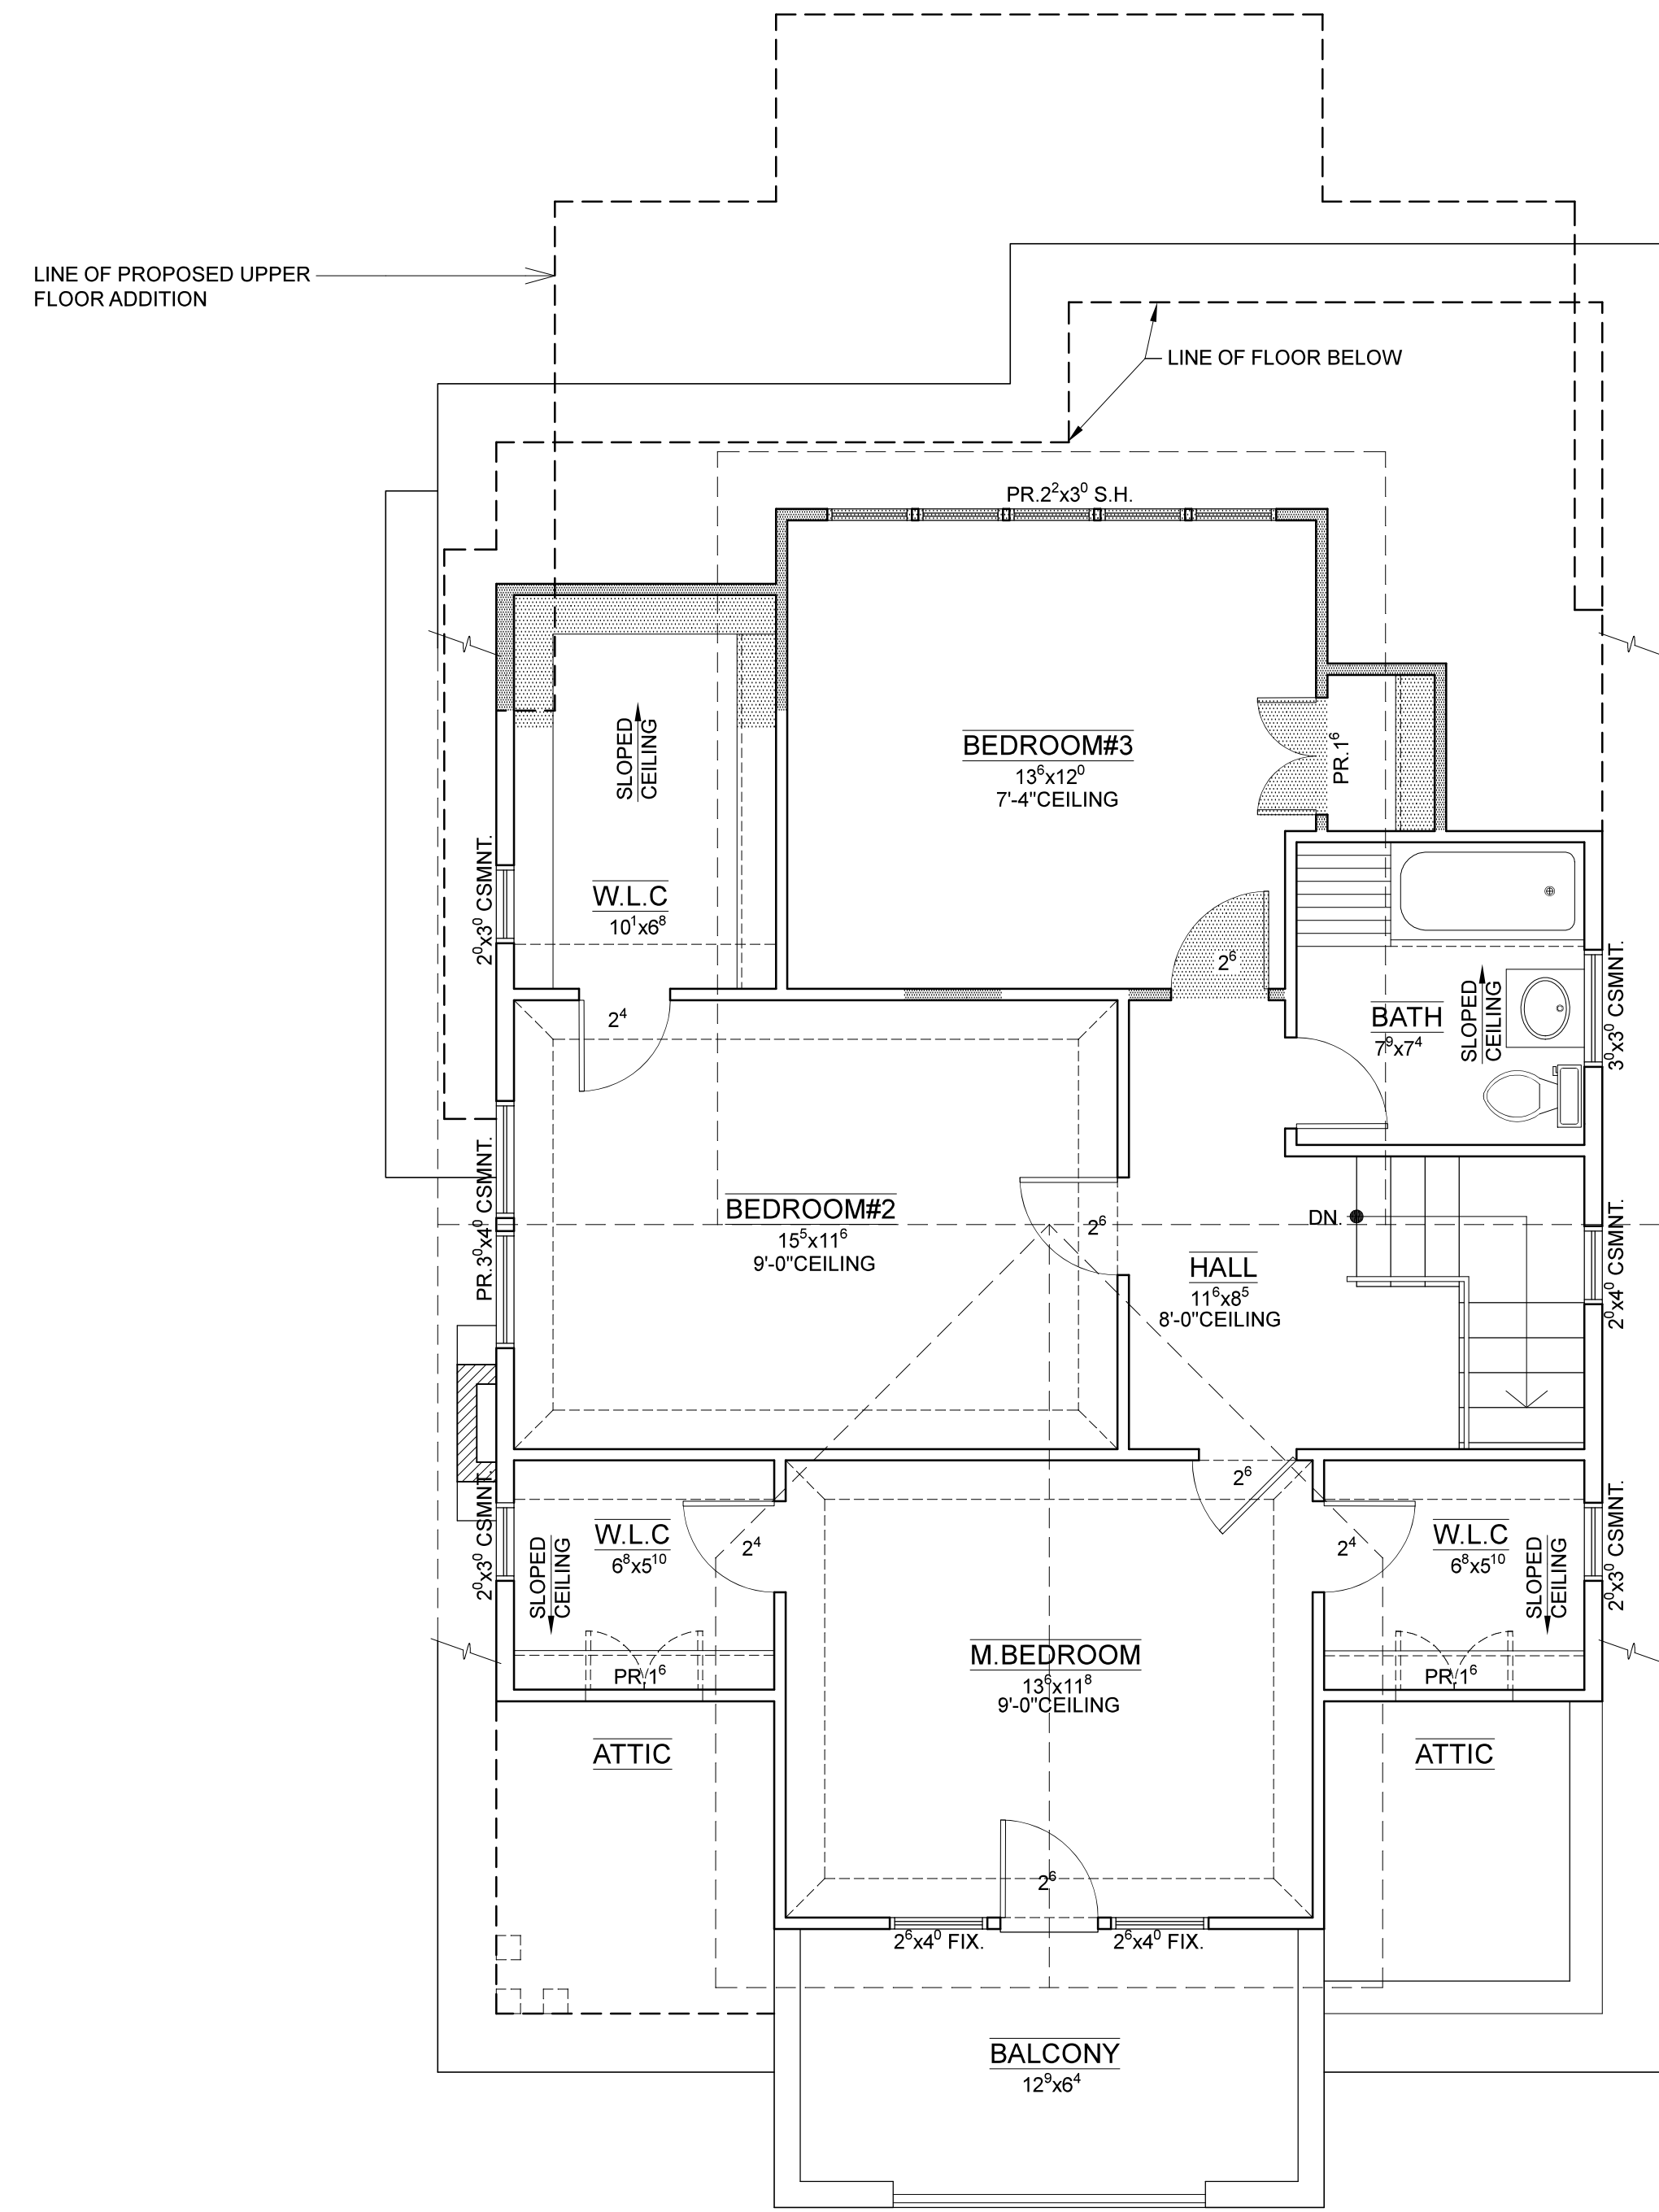 LINE OF PROPOSED UPPER
FLOOR ADDITION
LINE OF FLOOR BELOW
PR.2²x3⁰ S.H.
SLOPED
CEILING
BEDROOM#3
13⁶x12⁰
7'-4"CEILING
PR.1⁶
2⁰x3⁰ CSMNT.
W.L.C
10¹x6⁸
2⁶
2⁴
BATH
7⁹x7⁴
SLOPED
CEILING
3⁰x3⁰ CSMNT.
PR.3⁰x4⁰ CSMNT.
BEDROOM#2
15⁵x11⁶
9'-0"CEILING
2⁶
DN.
HALL
11⁶x8⁵
8'-0"CEILING
2⁰x4⁰ CSMNT.
2⁰x3⁰ CSMNT.
SLOPED
CEILING
W.L.C
6⁸x5¹⁰
2⁴
2⁶
2⁴
W.L.C
6⁸x5¹⁰
SLOPED
CEILING
2⁰x3⁰ CSMNT.
PR.1⁶
M.BEDROOM
13⁶x11⁸
9'-0"CEILING
PR.1⁶
ATTIC
ATTIC
2⁶
2⁶x4⁰ FIX.
2⁶x4⁰ FIX.
BALCONY
12⁹x6⁴